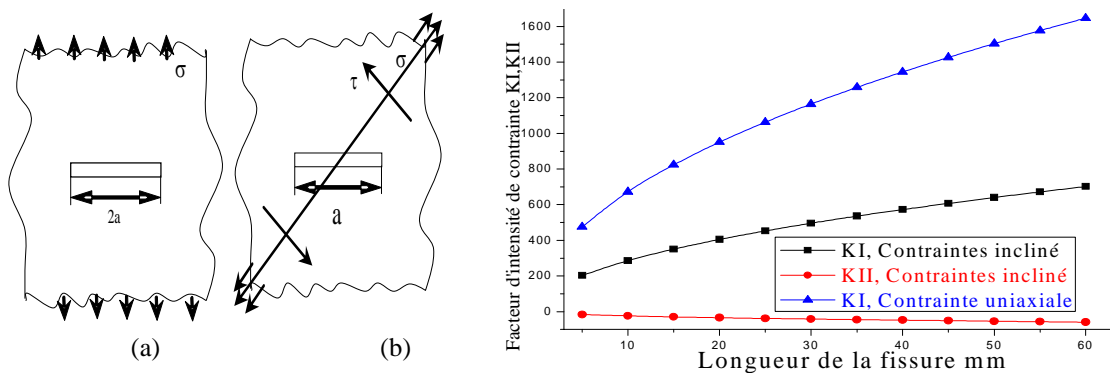 σ
2a
(a)
σ
τ
a
(b)
Facteur d'intensité de contrainte KI,KII
1600
1400
1200
1000
800
600
400
200
0
KI, Contraintes incliné
KII, Contraintes incliné
KI, Contrainte uniaxiale
10 20 30 40 50 60
Longueur de la fissure mm